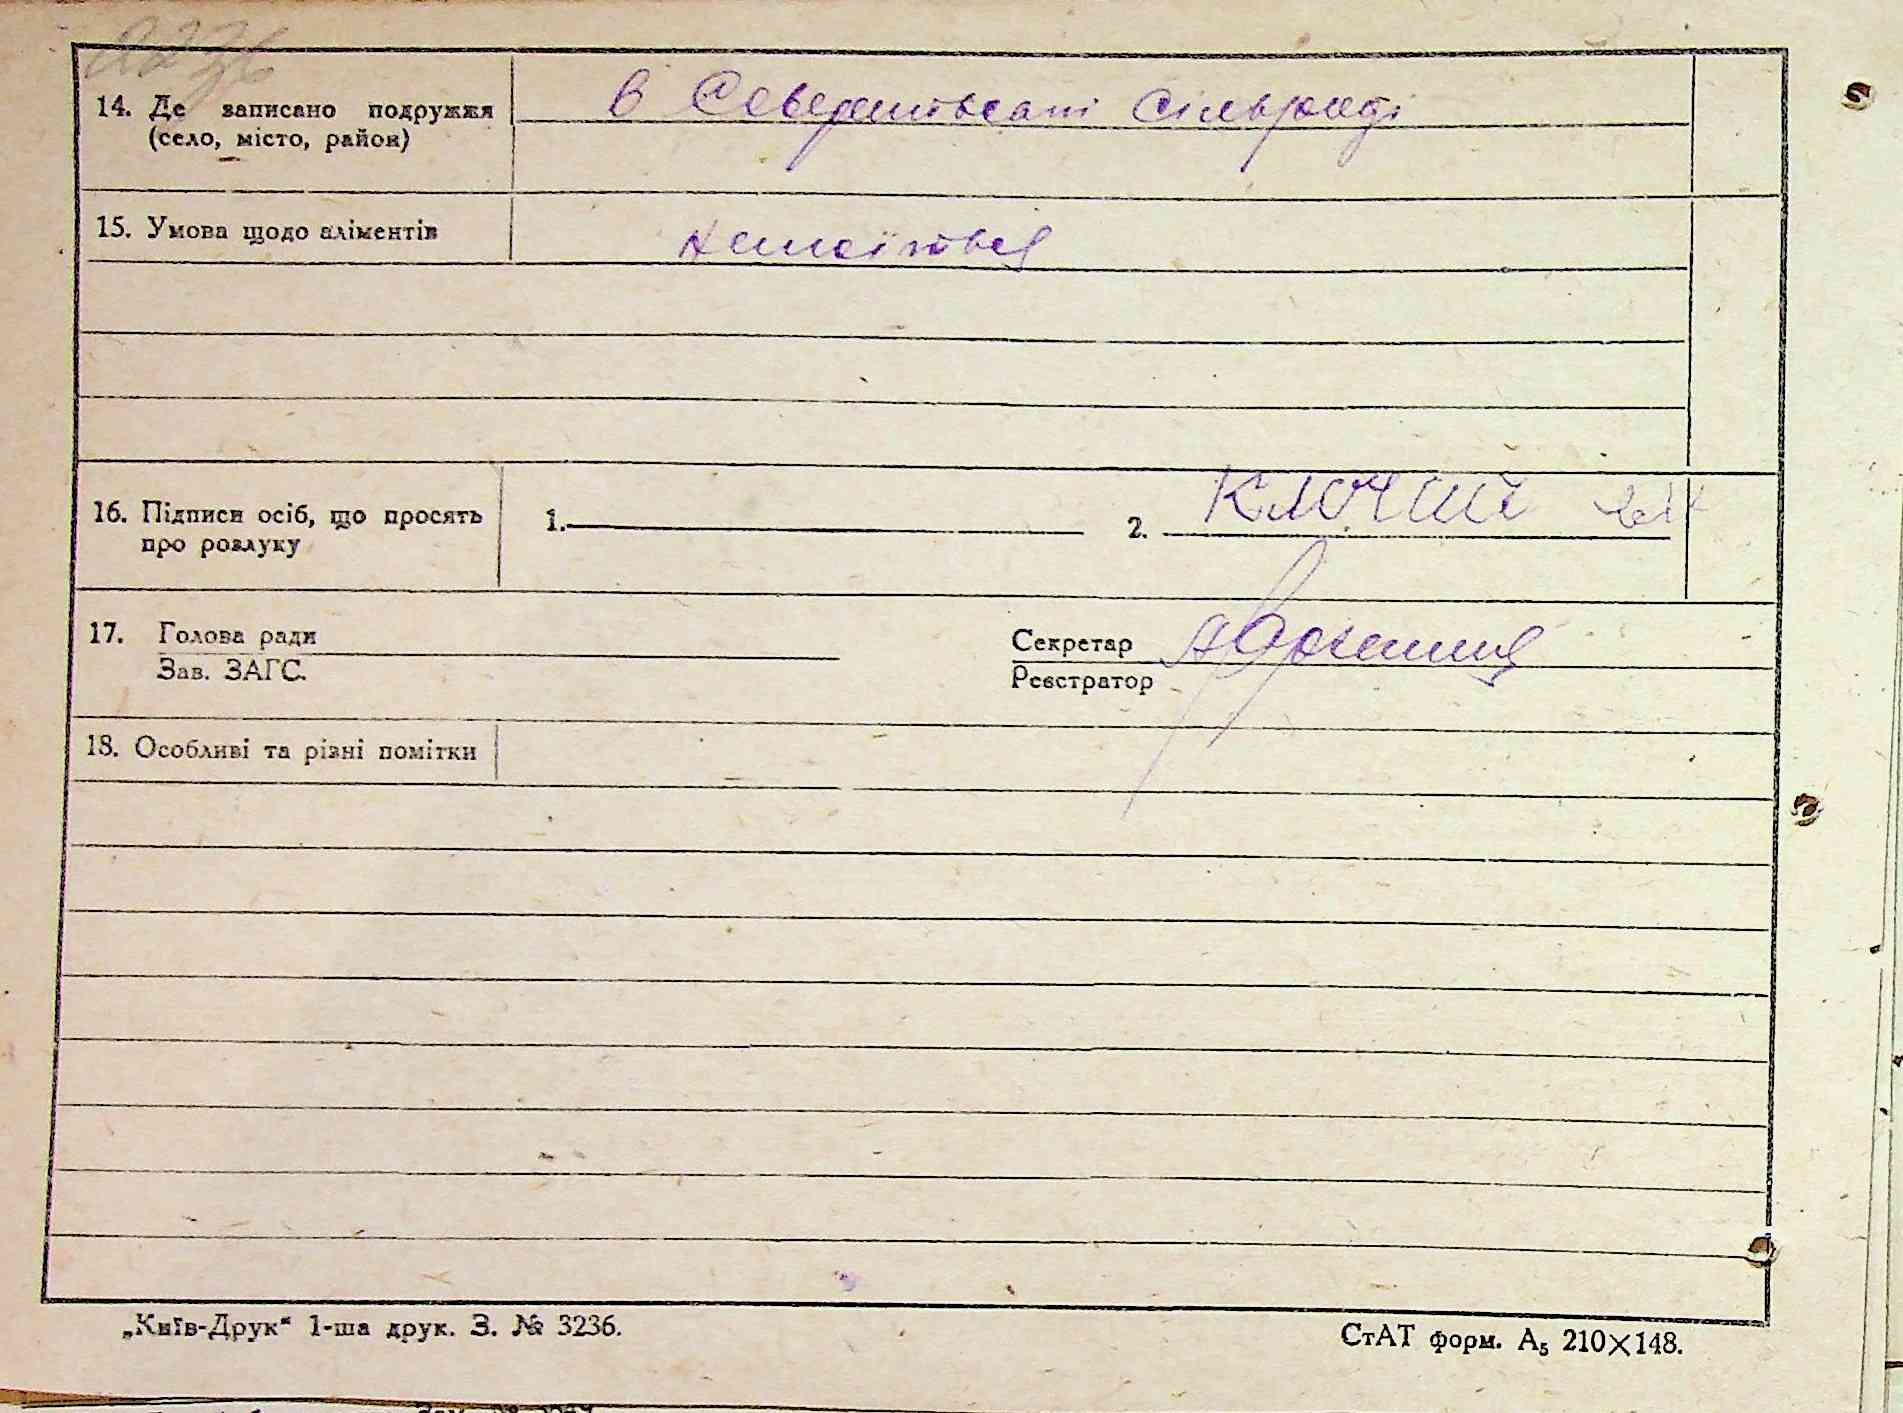 2236
14. Де записано подружжя
(село, місто, район)
в сільраді
15. Умова щодо аліментів
16. Підписи осіб, що просять
про розлуку
1.
2.
17. Голова ради
Зав. ЗАГС.
Секретар
Реєстратор
18. Особливі та різні помітки
„Київ-Друк“ 1-ша друк. З. № 3236.
СтАТ форм. А₅ 210×148.